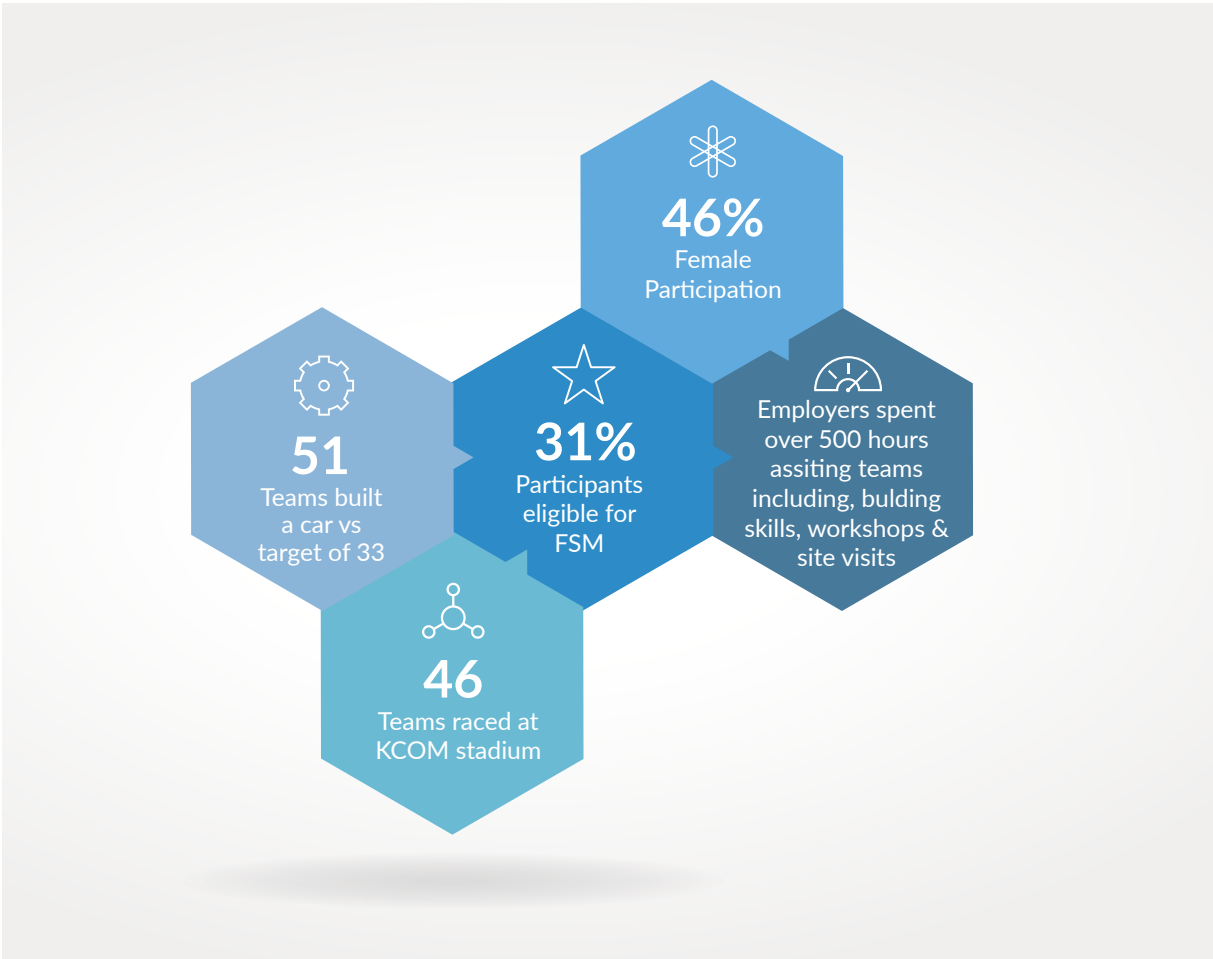 46%
Female
Participation
51
Teams built
a car vs
target of 33
31%
Participants
eligible for
FSM
Employers spent
over 500 hours
assiting teams
including, bulding
skills, workshops &
site visits
46
Teams raced at
KCOM stadium